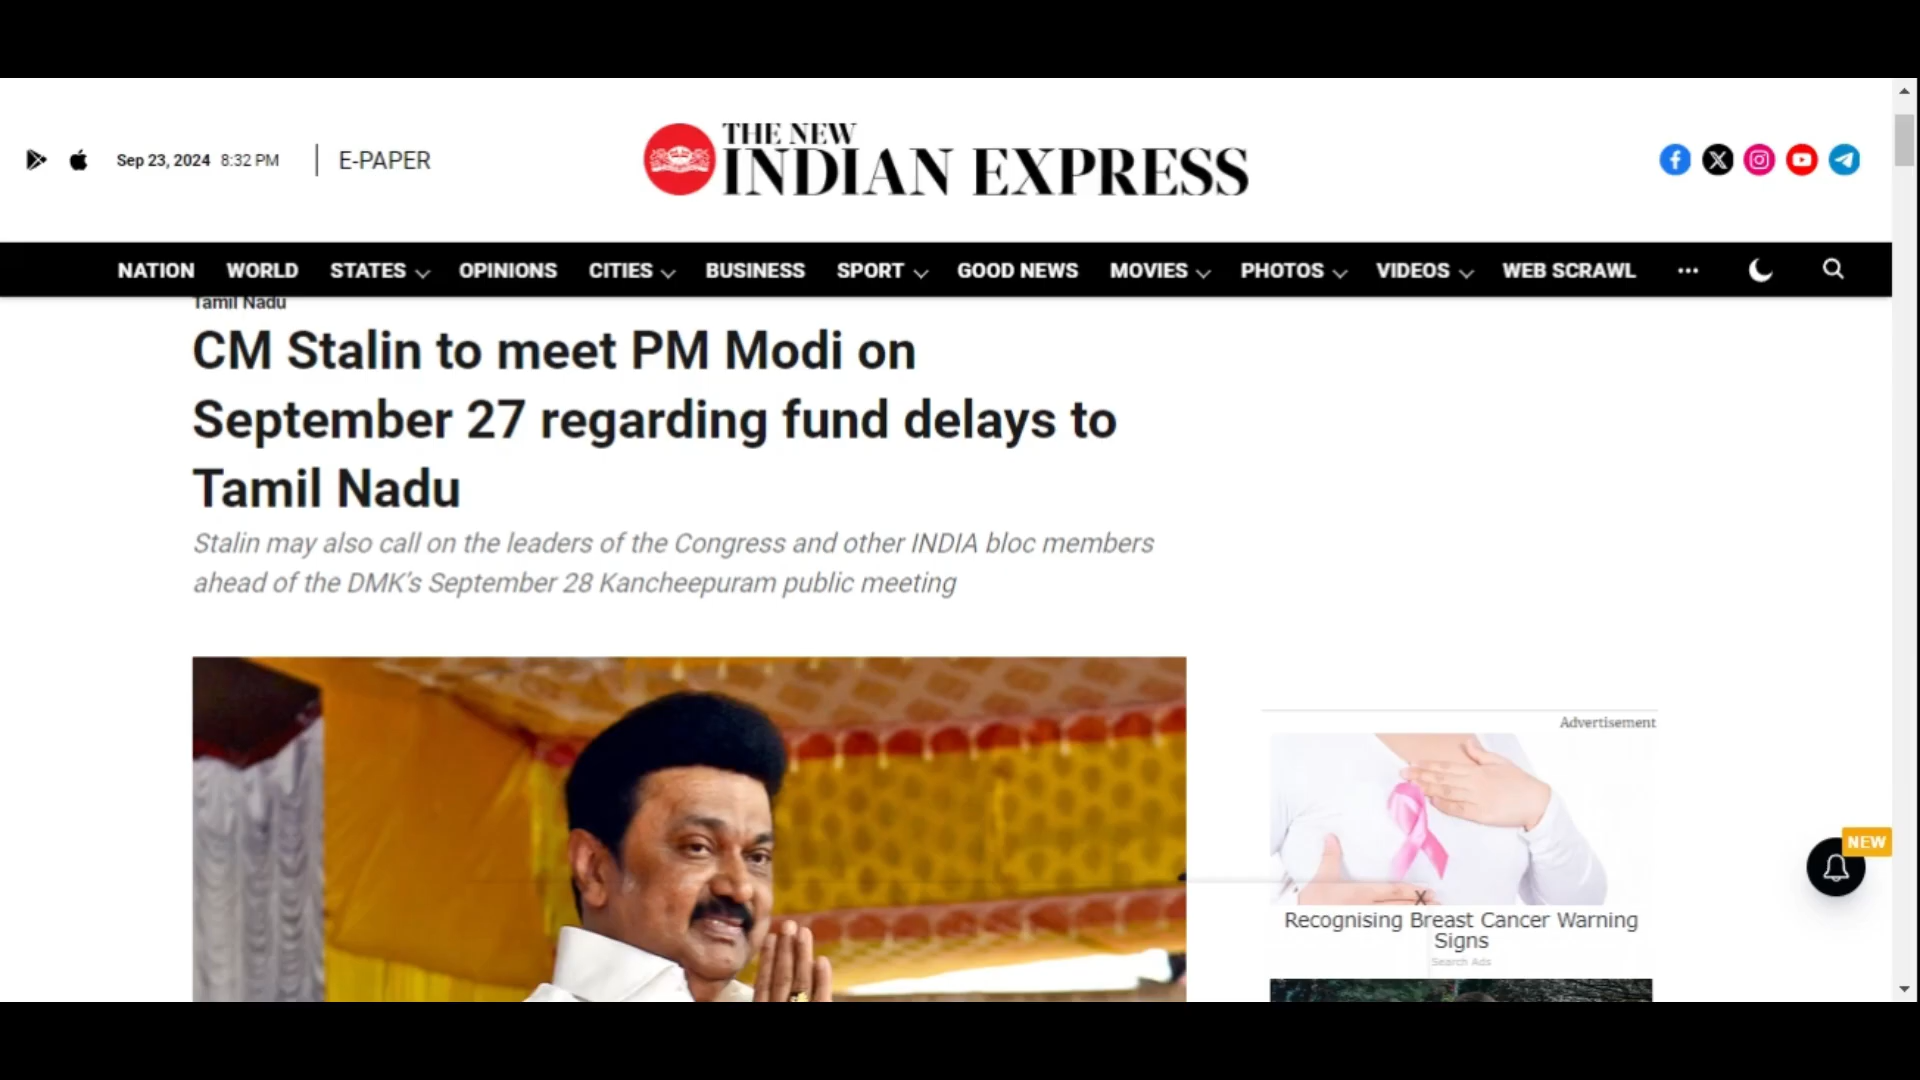 Sep 23, 2024 8:32 PM
E-PAPER
THE NEW
INDIAN EXPRESS
NATION WORLD STATES OPINIONS CITIES BUSINESS SPORT GOOD NEWS MOVIES PHOTOS VIDEOS WEB SCRAWL
Tamil Nadu
CM Stalin to meet PM Modi on
September 27 regarding fund delays to
Tamil Nadu
Stalin may also call on the leaders of the Congress and other INDIA bloc members
ahead of the DMK’s September 28 Kancheepuram public meeting
Advertisement
NEW
X
Recognising Breast Cancer Warning
Signs
Search Ads